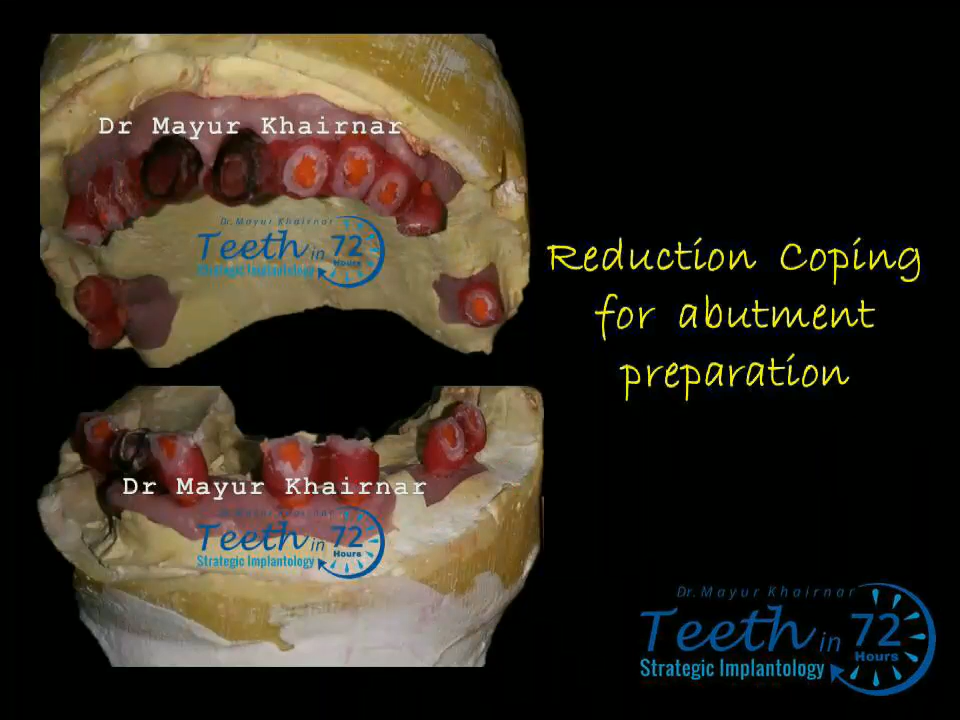 Dr Mayur Khairnar
Dr. Mayur Khairnar
Teeth in 72 Hours
Strategic Implantology
Reduction Coping
for abutment
preparation
Dr Mayur Khairnar
Dr. Mayur Khairnar
Teeth in 72 Hours
Strategic Implantology
Dr. Mayur Khairnar
Teeth in 72 Hours
Strategic Implantology